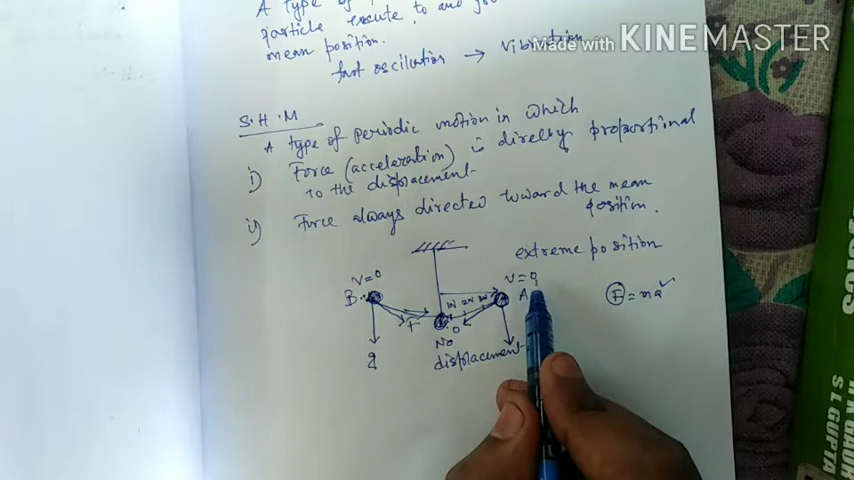 A type of
particle execute to and fro
mean position.
fast oscillation → vibration
Made with KINEMASTER
S.H.M
A type of periodic motion in which
i) Force (acceleration) is directly proportional
to the displacement
ii) Force always directed toward the mean
position.
extreme position
V=0
V=0
B
A
F = ma
F
O
No
displacement
S L GUPTA